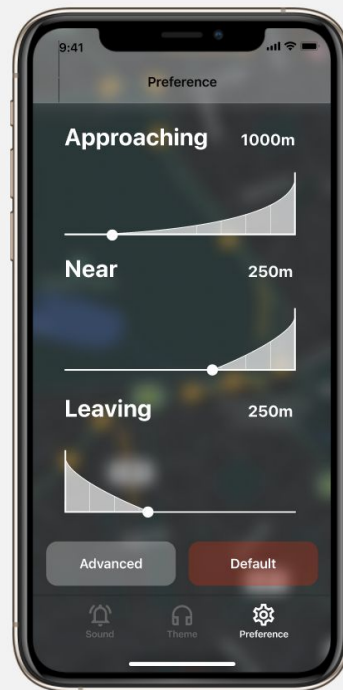 9:41
Preference
Approaching 1000m
Near 250m
Leaving 250m
Advanced Default
Sound Theme Preference